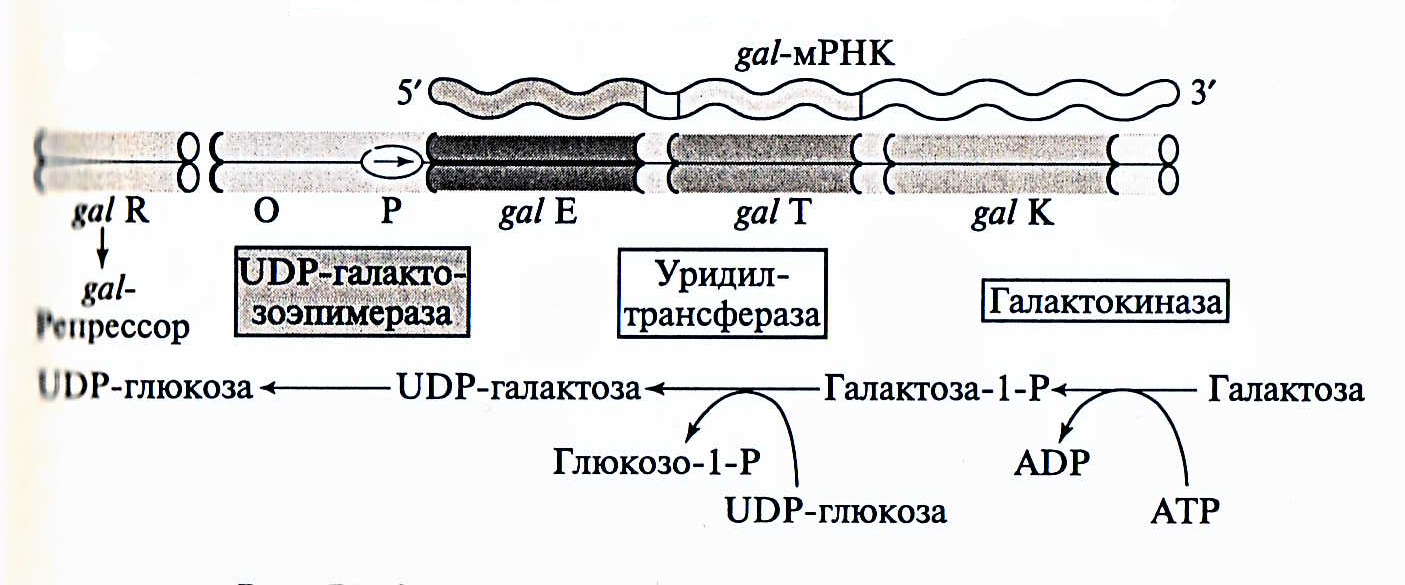 gal-мРНК
5′ 3′
gal R O P gal E gal T gal K
gal-
Репрессор
UDP-галакто-
зоэпимераза
Уридил-
трансфераза
Галактокиназа
UDP-глюкоза UDP-галактоза Галактоза-1-P Галактоза
Глюкозо-1-P ADP
UDP-глюкоза ATP